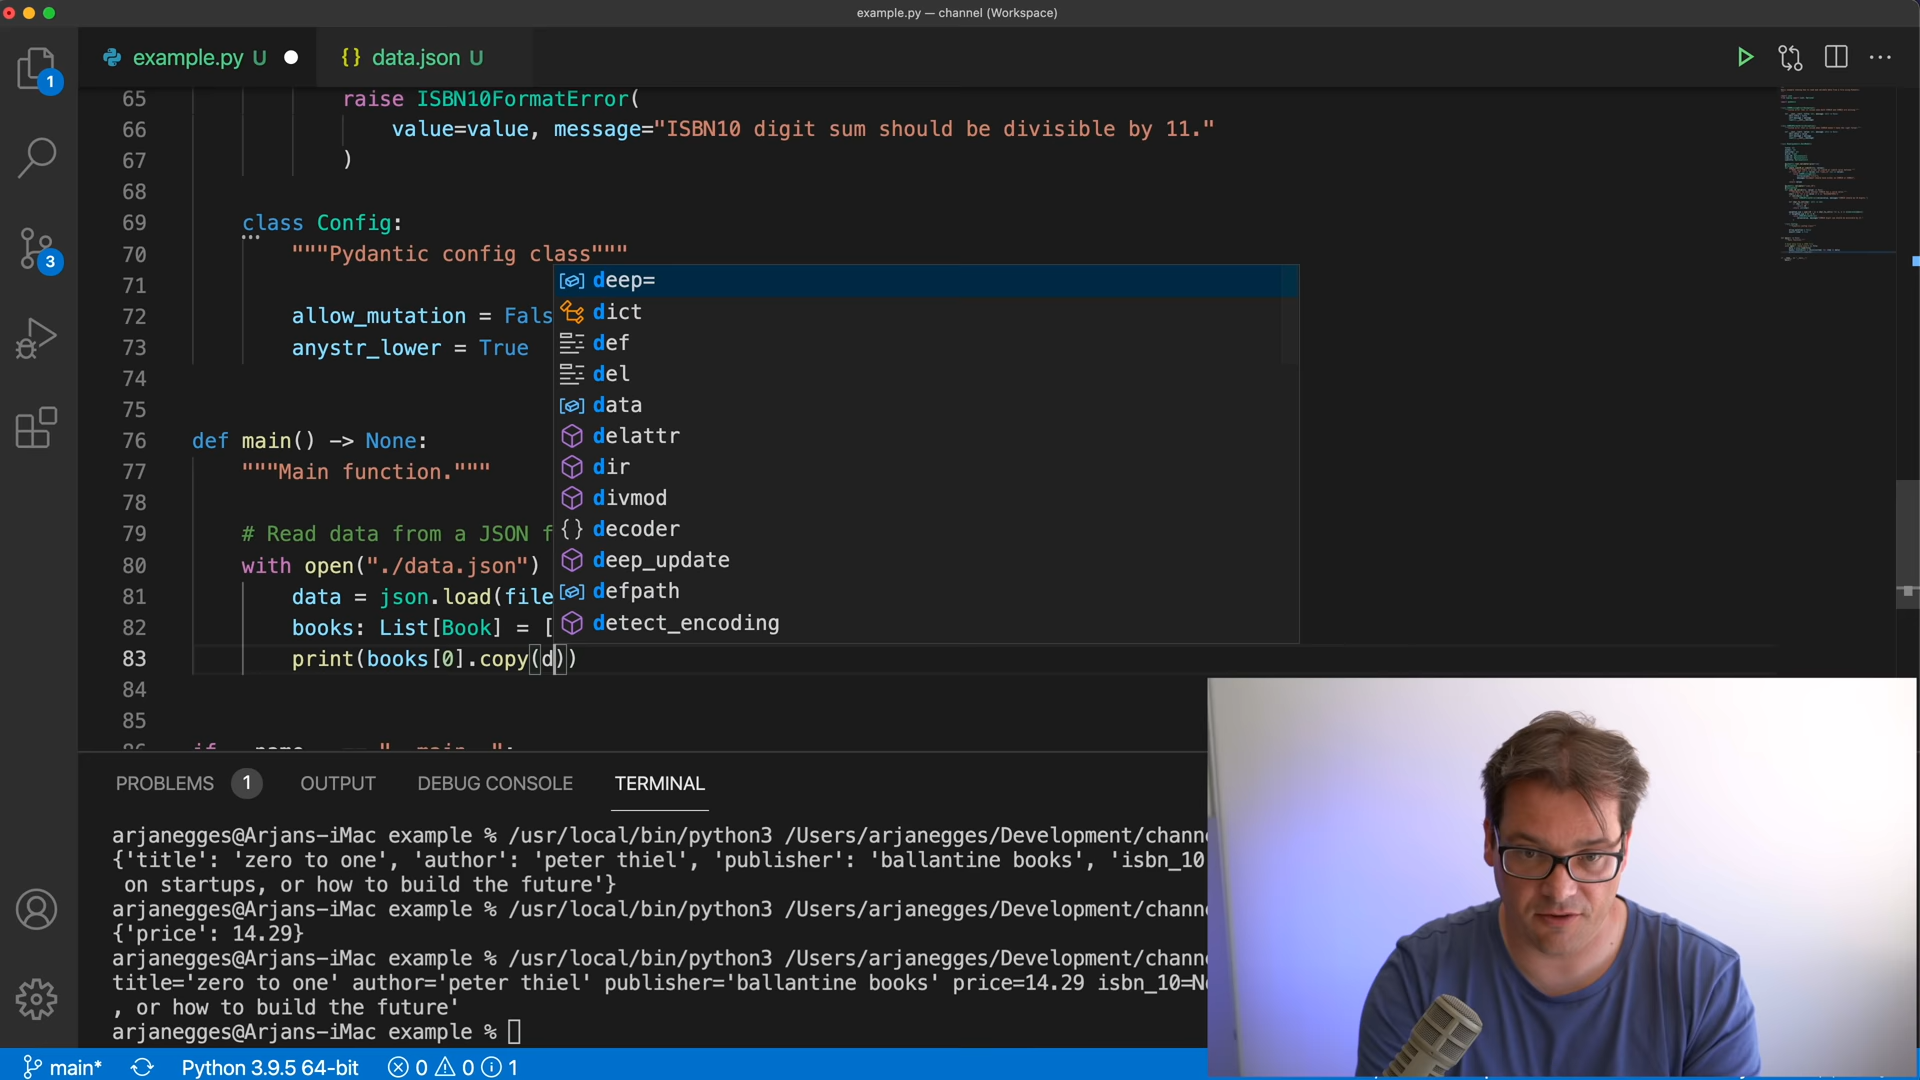 example.py — channel (Workspace)
example.py U
{} data.json U
65 raise ISBN10FormatError(
66 value=value, message="ISBN10 digit sum should be divisible by 11."
67 )
68
69 class Config:
70 """Pydantic config class"""
71
72 allow_mutation = Fals
73 anystr_lower = True
74
75
76 def main() -> None:
77 """Main function."""
78
79 # Read data from a JSON f
80 with open("./data.json")
81 data = json.load(file
82 books: List[Book] = [
83 print(books[0].copy(d))
84
85
deep=
dict
def
del
data
delattr
dir
divmod
{} decoder
deep_update
defpath
detect_encoding
1
3
PROBLEMS 1 OUTPUT DEBUG CONSOLE TERMINAL
arjanegges@Arjans-iMac example % /usr/local/bin/python3 /Users/arjanegges/Development/channe
{'title': 'zero to one', 'author': 'peter thiel', 'publisher': 'ballantine books', 'isbn_10
on startups, or how to build the future'}
arjanegges@Arjans-iMac example % /usr/local/bin/python3 /Users/arjanegges/Development/channe
{'price': 14.29}
arjanegges@Arjans-iMac example % /usr/local/bin/python3 /Users/arjanegges/Development/channe
title='zero to one' author='peter thiel' publisher='ballantine books' price=14.29 isbn_10=No
, or how to build the future'
arjanegges@Arjans-iMac example %
main* Python 3.9.5 64-bit 0 0 1